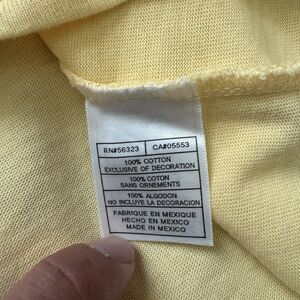 RN#56323 CA#05553
100% COTTON
EXCLUSIVE OF DECORATION
100% COTON
SANS ORNEMENTS
100% ALGODON
NO INCLUYE LA DECORACION
FABRIQUE EN MEXIQUE
HECHO EN MEXICO
MADE IN MEXICO